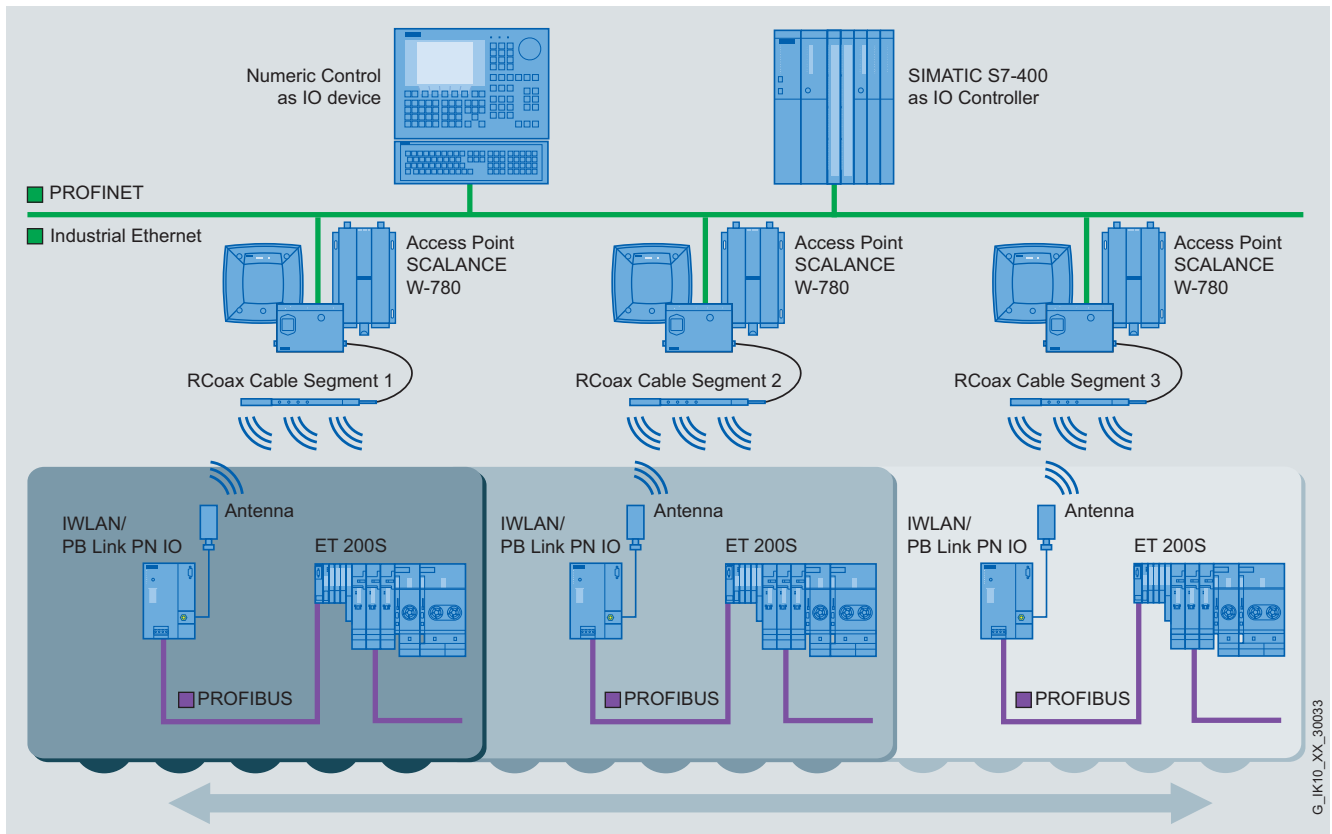 Numeric Control
as IO device
SIMATIC S7-400
as IO Controller
PROFINET
Industrial Ethernet
Access Point
SCALANCE
W-780
Access Point
SCALANCE
W-780
Access Point
SCALANCE
W-780
RCoax Cable Segment 1
RCoax Cable Segment 2
RCoax Cable Segment 3
IWLAN/
PB Link PN IO
Antenna
ET 200S
PROFIBUS
IWLAN/
PB Link PN IO
Antenna
ET 200S
PROFIBUS
IWLAN/
PB Link PN IO
Antenna
ET 200S
PROFIBUS
G_IK10_XX_30033